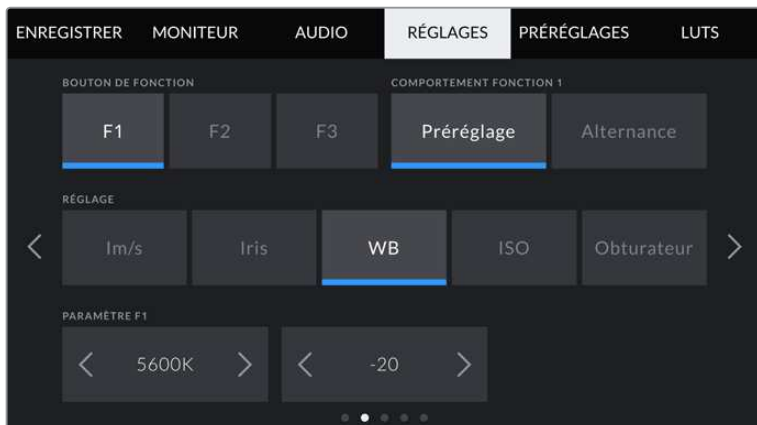 ENREGISTRER MONITEUR AUDIO RÉGLAGES PRÉRÉGLAGES LUTS
BOUTON DE FONCTION COMPORTEMENT FONCTION 1
F1 F2 F3 Préréglage Alternance
RÉGLAGE
Im/s Iris WB ISO Obturateur
PARAMÈTRE F1
5600K -20